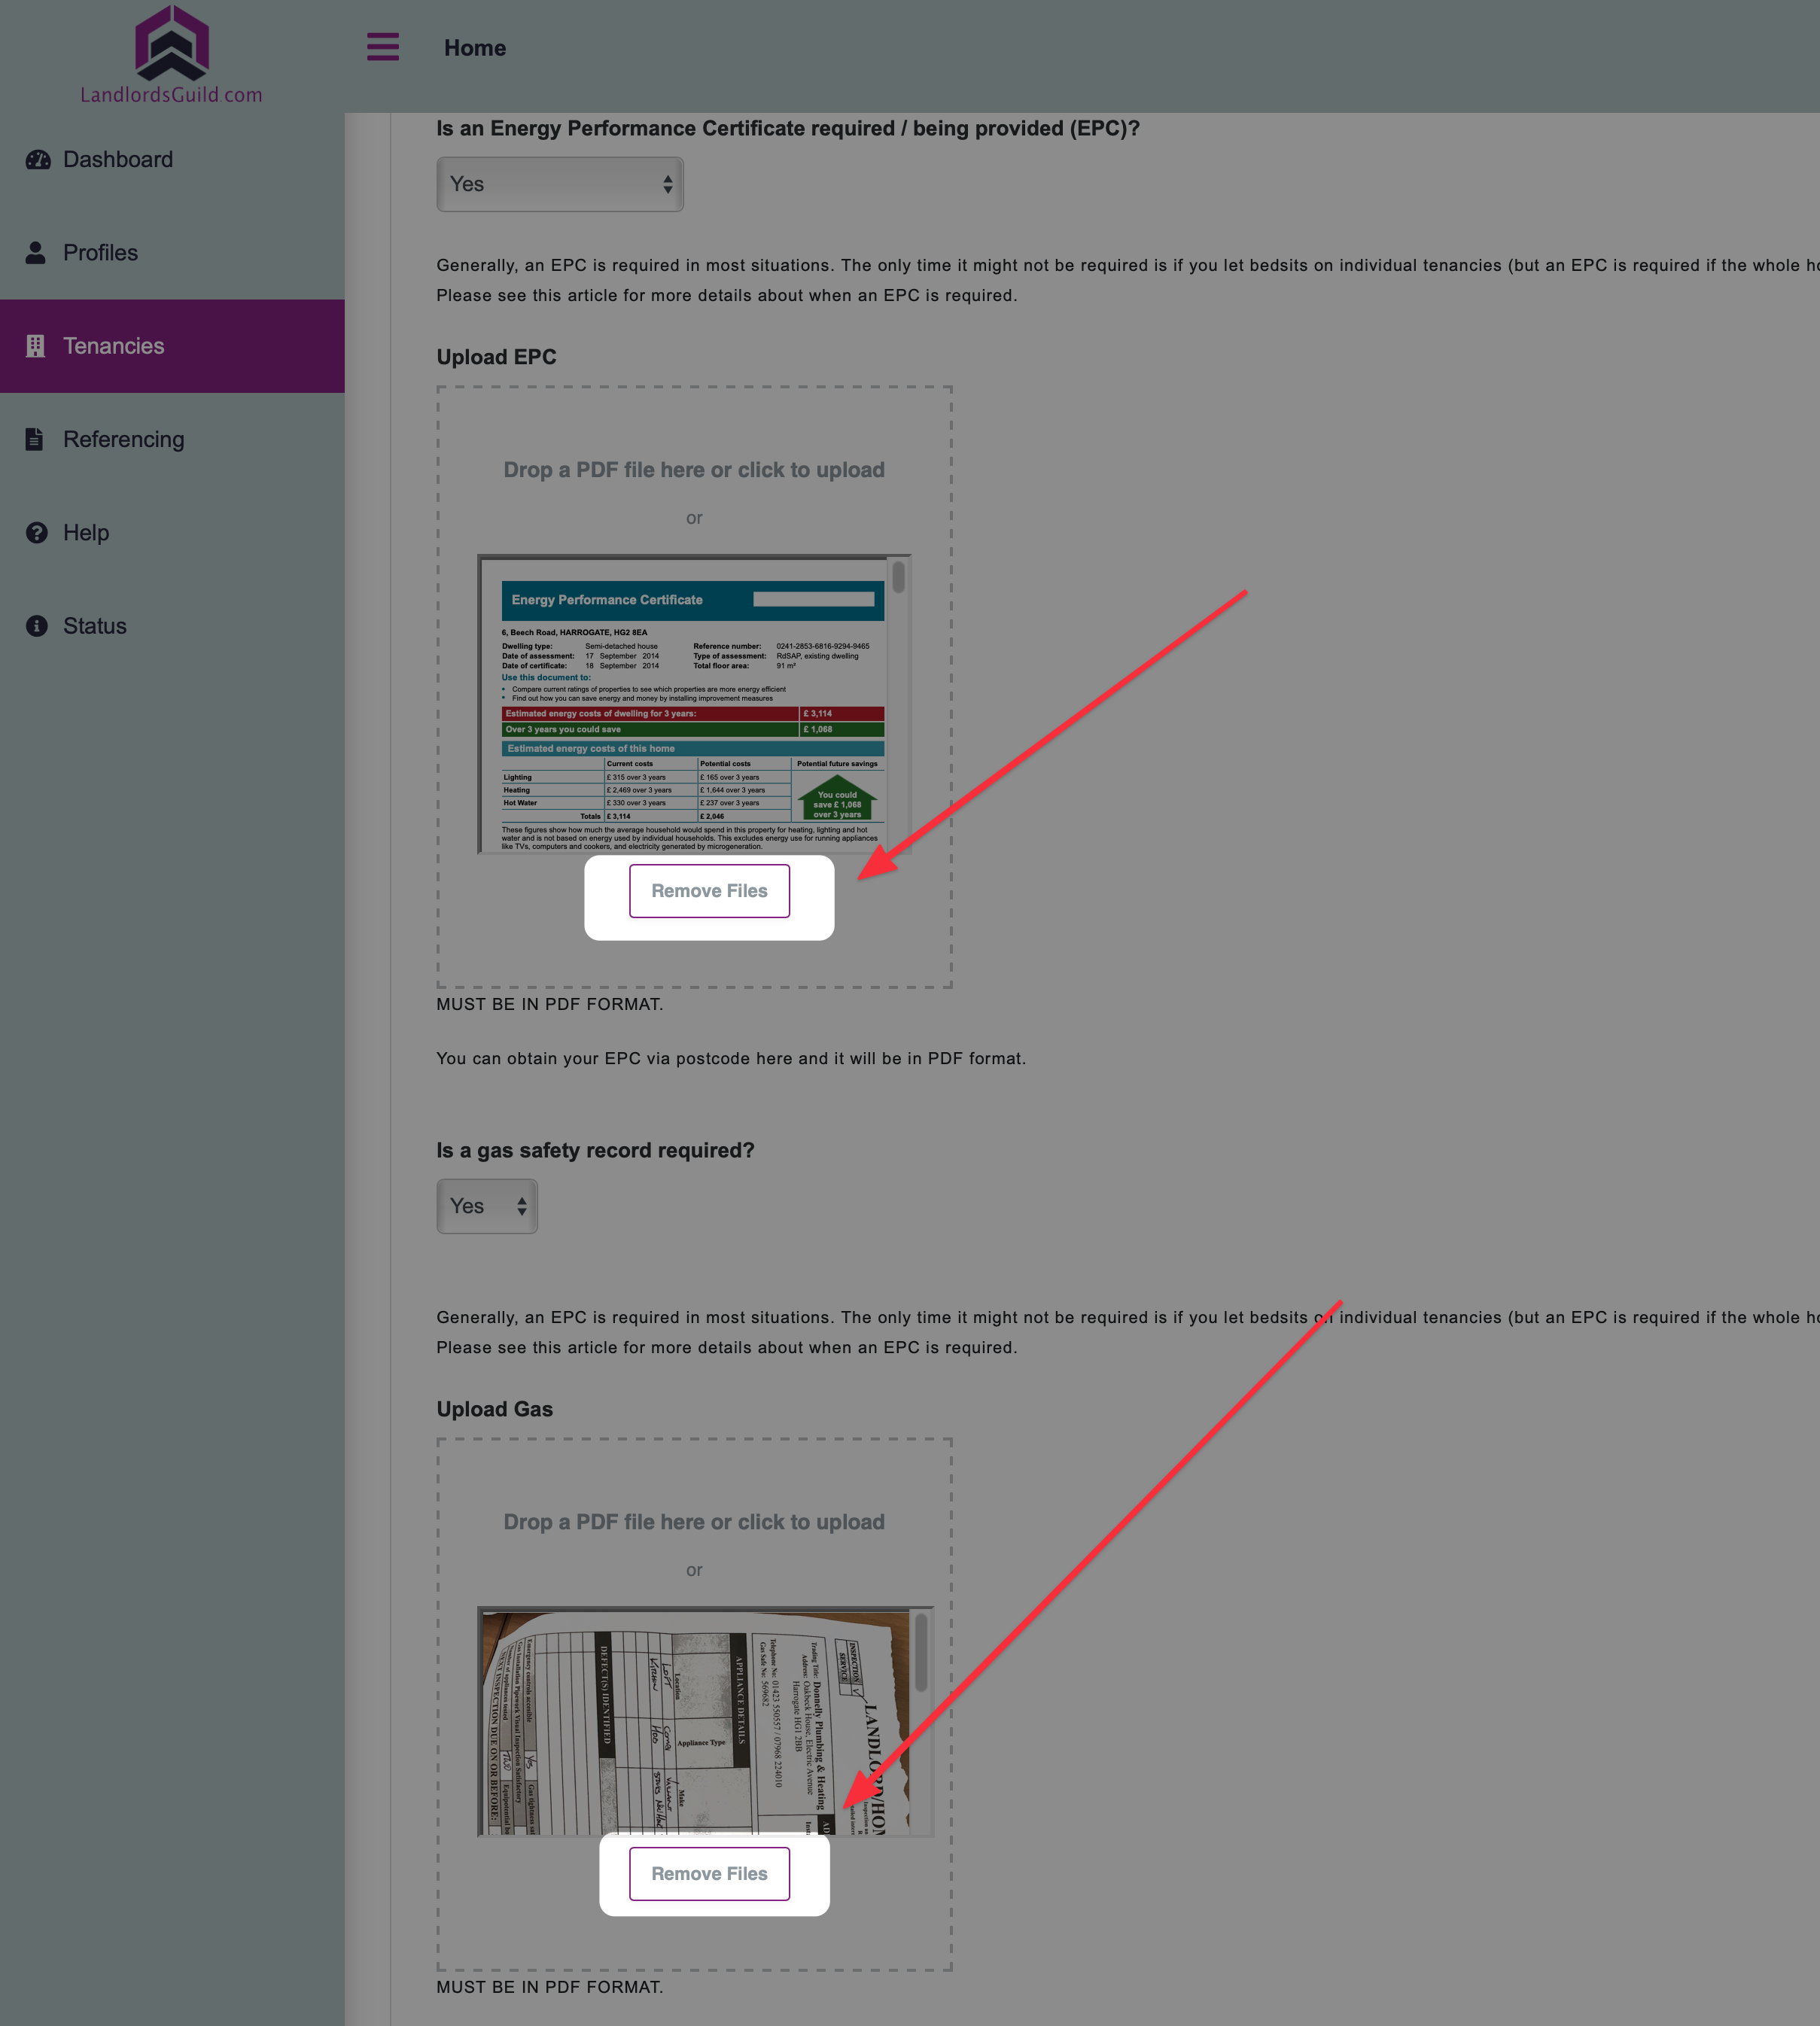 LandlordsGuild.com
Home
Dashboard
Profiles
Tenancies
Referencing
Help
Status
Is an Energy Performance Certificate required / being provided (EPC)?
Yes
Generally, an EPC is required in most situations. The only time it might not be required is if you let bedsits on individual tenancies (but an EPC is required if the whole
Please see this article for more details about when an EPC is required.
Upload EPC
Drop a PDF file here or click to upload
or
Energy Performance Certificate
6, Beech Road, HARROGATE, HG2 8EA
Dwelling type: Semi-detached house Reference number: 0241-2853-6816-9294-9465
Date of assessment: 17 September 2014 Type of assessment: RdSAP, existing dwelling
Date of certificate: 18 September 2014 Total floor area: 91 m²
Use this document to:
• Compare current ratings of properties to see which properties are more energy efficient
• Find out how you can save energy and money by installing improvement measures
Estimated energy costs of dwelling for 3 years: £ 3,114
Over 3 years you could save £ 1,068
Estimated energy costs of this home
Current costs Potential costs Potential future savings
Lighting £ 315 over 3 years £ 165 over 3 years
Heating £ 2,469 over 3 years £ 1,644 over 3 years
Hot Water £ 330 over 3 years £ 237 over 3 years
Totals £ 3,114 £ 2,046
You could
save £ 1,068
over 3 years
These figures show how much the average household would spend in this property for heating, lighting and hot
water and is not based on energy used by individual households. This excludes energy use for running appliances
like TVs, computers and cookers, and electricity generated by microgeneration.
Remove Files
MUST BE IN PDF FORMAT.
You can obtain your EPC via postcode here and it will be in PDF format.
Is a gas safety record required?
Yes
Generally, an EPC is required in most situations. The only time it might not be required is if you let bedsits on individual tenancies (but an EPC is required if the whole
Please see this article for more details about when an EPC is required.
Upload Gas
Drop a PDF file here or click to upload
or
LANDLORD/HOM
INSPECTION
SERVICE
Trading Title: Donnelly Plumbing & Heating
Address: Oakbeck House, Electric Avenue
Harrogate HG1 2BB
Telephone No: 01423 550557 / 07968 224010
Gas Safe No: 569682
APPLIANCE DETAILS
Location Appliance Type Make
LOFT
KITCHEN HOB
DEFECT(S) IDENTIFIED
Emergency controls accessible Yes
Gas Installation Pipework Visual Inspection Satisfactory
NEXT INSPECTION DUE ON OR BEFORE:
Remove Files
MUST BE IN PDF FORMAT.